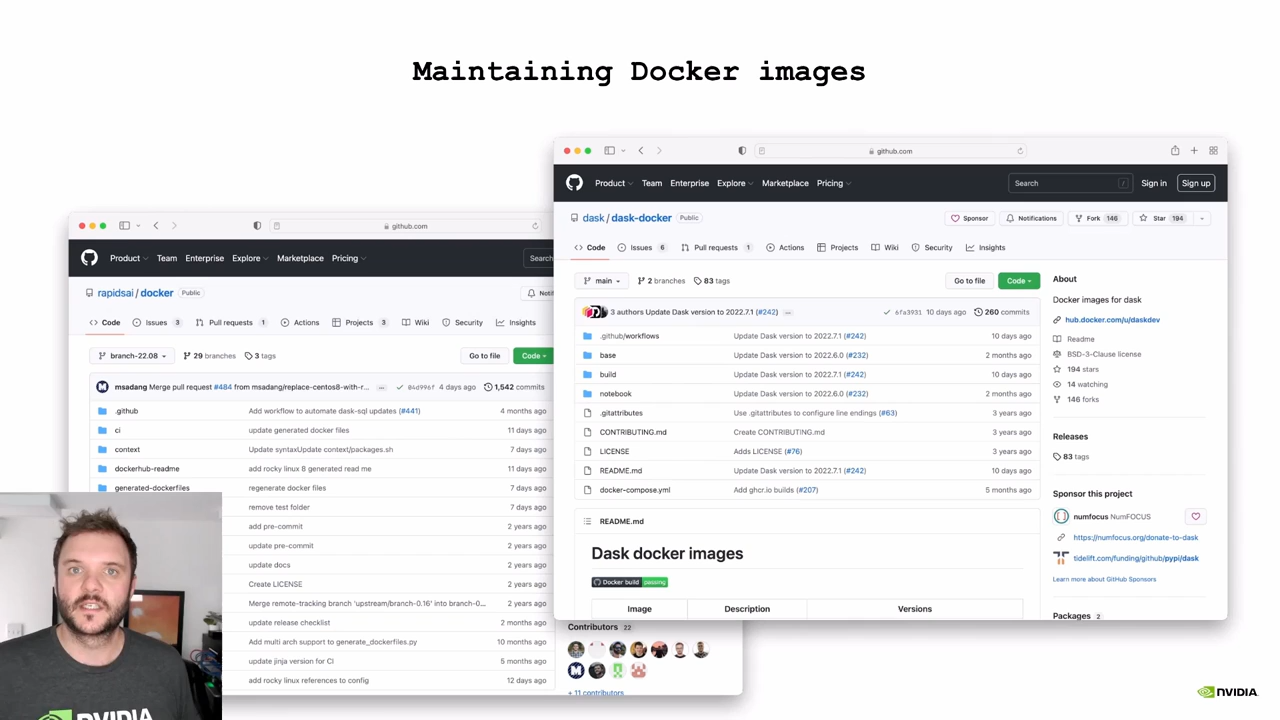 Maintaining Docker images
github.com
Product Team Enterprise Explore Marketplace Pricing
Search
rapidsai / docker Public
Code Issues 3 Pull requests 1 Actions Projects 3 Wiki Security Insights
branch-22.08 29 branches 3 tags Go to file Code
msadang Merge pull request #484 from msadang/replace-centos8-with-r... 84d996f 4 days ago 1,542 commits
.github Add workflow to automate dask-sql updates (#441) 4 months ago
ci update generated docker files 11 days ago
context Update syntaxUpdate context/packages.sh 7 days ago
dockerhub-readme add rocky linux 8 generated read me 11 days ago
generated-dockerfiles regenerate docker files 7 days ago
remove test folder 7 days ago
add pre-commit 2 years ago
update pre-commit 2 years ago
update docs 2 years ago
Create LICENSE 2 years ago
Merge remote-tracking branch 'upstream/branch-0.16' into branch-0... 2 years ago
update release checklist 2 months ago
Add multi arch support to generate_dockerfiles.py 10 months ago
update jinja version for CI 5 months ago
add rocky linux references to config 12 days ago
Contributors 22
+ 11 contributors
github.com
Product Team Enterprise Explore Marketplace Pricing Search / Sign in Sign up
dask / dask-docker Public Sponsor Notifications Fork 146 Star 194
Code Issues 6 Pull requests 1 Actions Projects Wiki Security Insights
main 2 branches 83 tags Go to file Code
3 authors Update Dask version to 2022.7.1 (#242) ... 6fa3931 10 days ago 260 commits
.github/workflows Update Dask version to 2022.7.1 (#242) 10 days ago
base Update Dask version to 2022.6.0 (#232) 2 months ago
build Update Dask version to 2022.7.1 (#242) 10 days ago
notebook Update Dask version to 2022.6.0 (#232) 2 months ago
.gitattributes Use .gitattributes to configure line endings (#63) 3 years ago
CONTRIBUTING.md Create CONTRIBUTING.md 3 years ago
LICENSE Adds LICENSE (#76) 3 years ago
README.md Update Dask version to 2022.7.1 (#242) 10 days ago
docker-compose.yml Add ghcr.io builds (#207) 5 months ago
README.md
Dask docker images
Docker build passing
Image Description Versions
About
Docker images for dask
hub.docker.com/u/daskdev
Readme
BSD-3-Clause license
194 stars
14 watching
146 forks
Releases
83 tags
Sponsor this project
numfocus NumFOCUS
https://numfocus.org/donate-to-dask
tidelift.com/funding/github/pypi/dask
Learn more about GitHub Sponsors
Packages 2
NVIDIA
NVIDIA